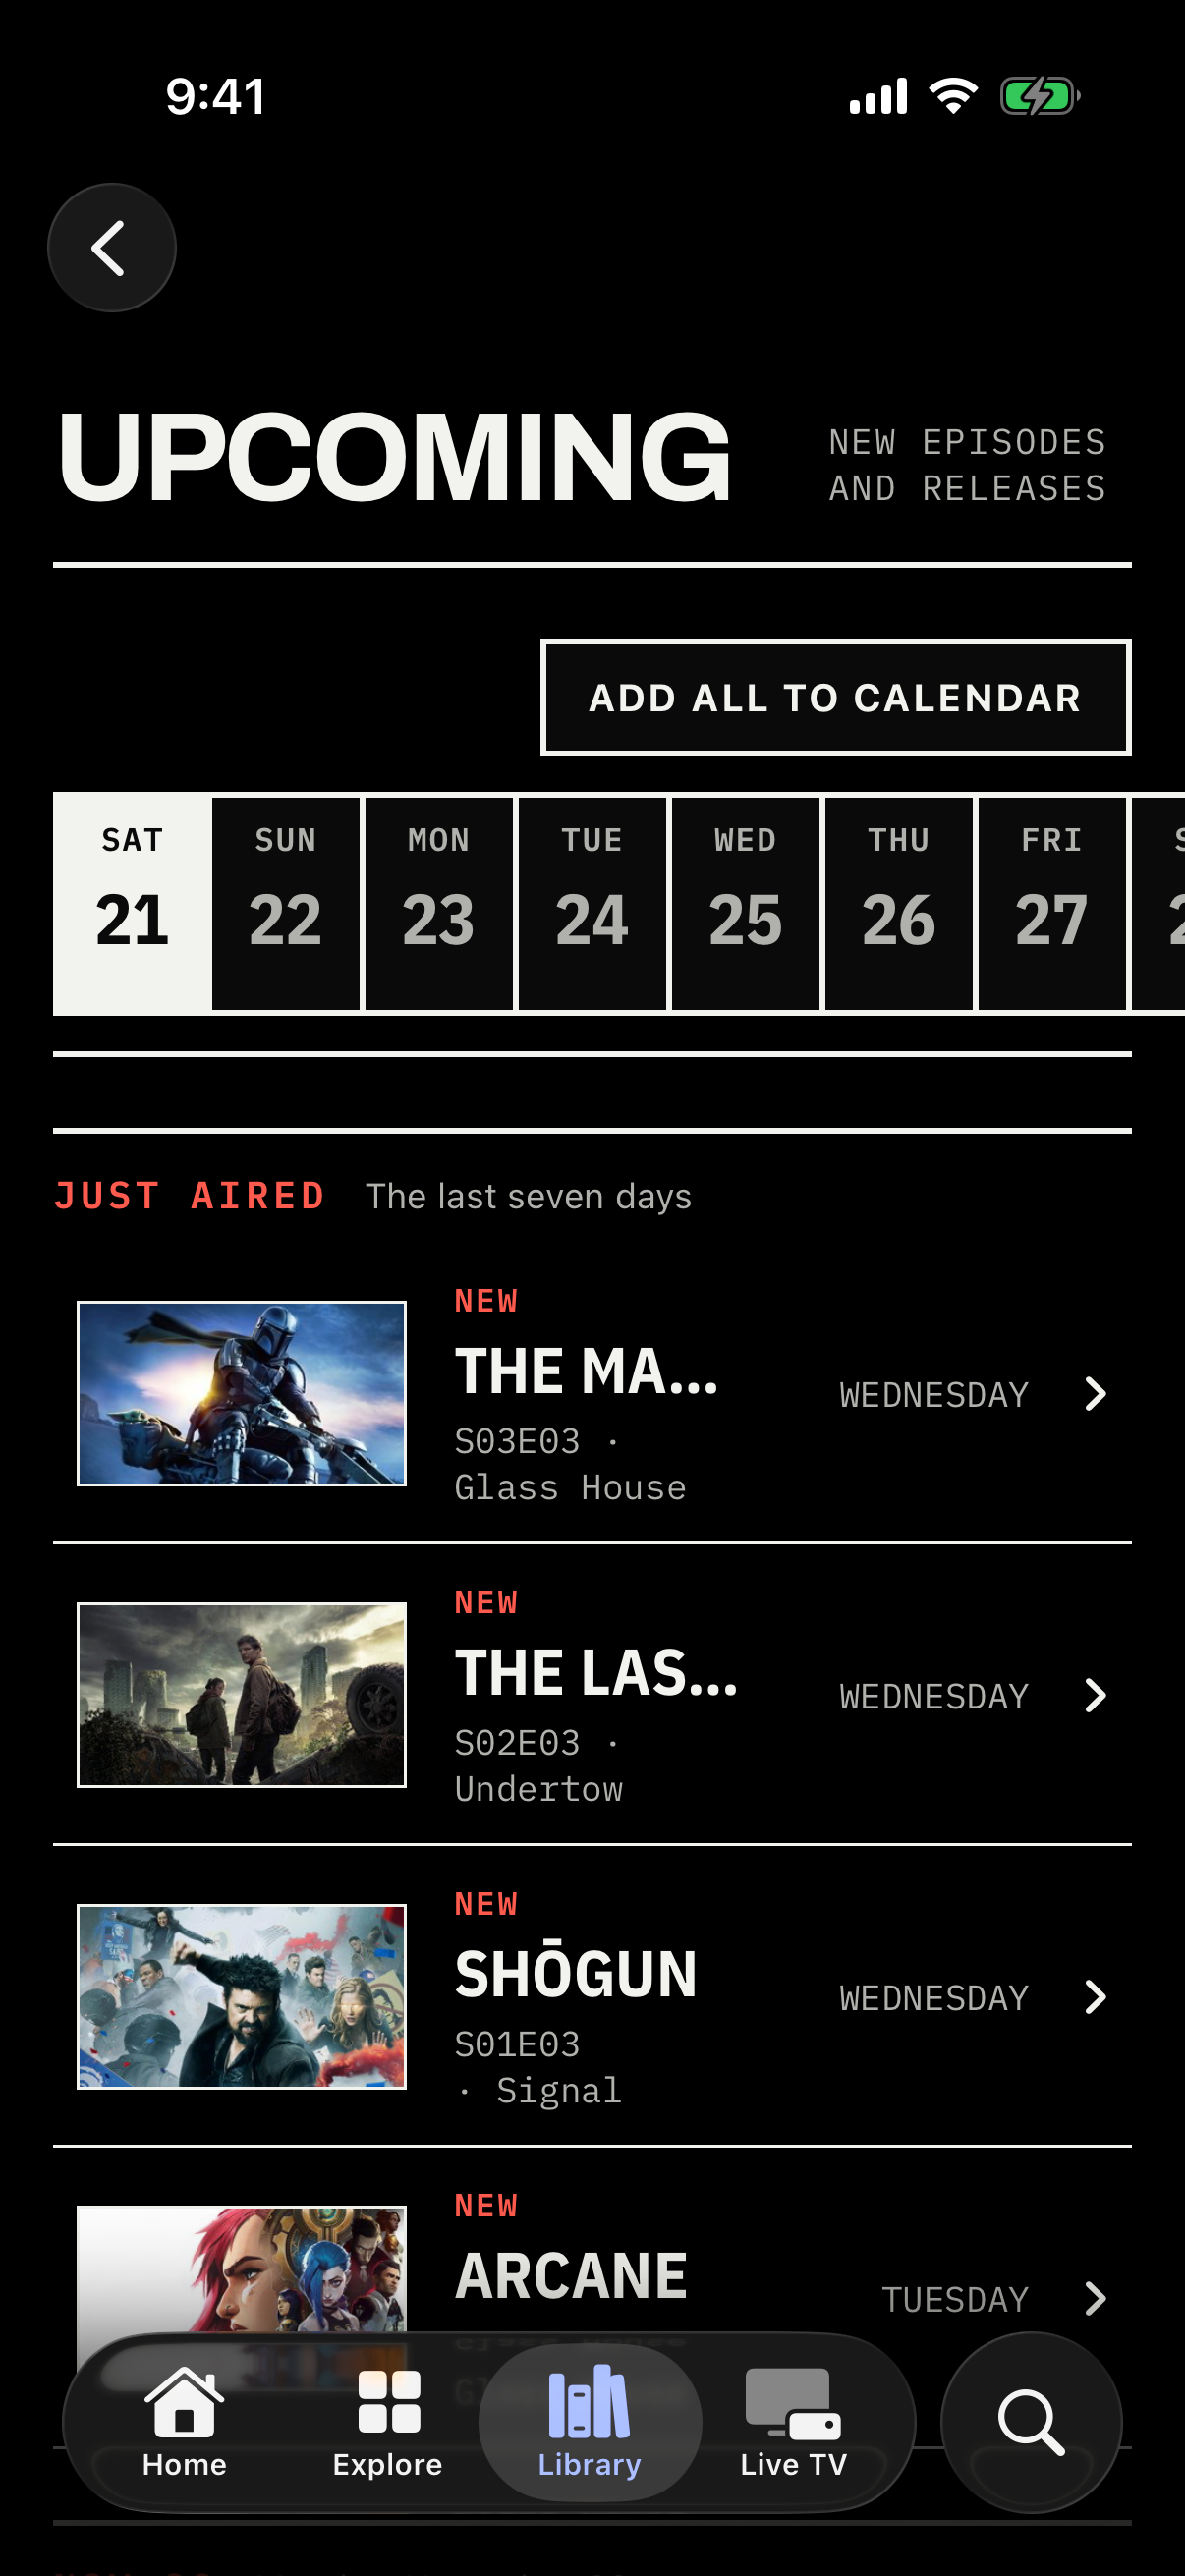 9:41
UPCOMING
NEW EPISODES
AND RELEASES
ADD ALL TO CALENDAR
SAT SUN MON TUE WED THU FRI
21 22 23 24 25 26 27
JUST AIRED The last seven days
NEW
THE MA...
WEDNESDAY
S03E03 ·
Glass House
NEW
THE LAS...
WEDNESDAY
S02E03 ·
Undertow
NEW
SHŌGUN
WEDNESDAY
S01E03
· Signal
NEW
ARCANE
TUESDAY
Home Explore Library Live TV